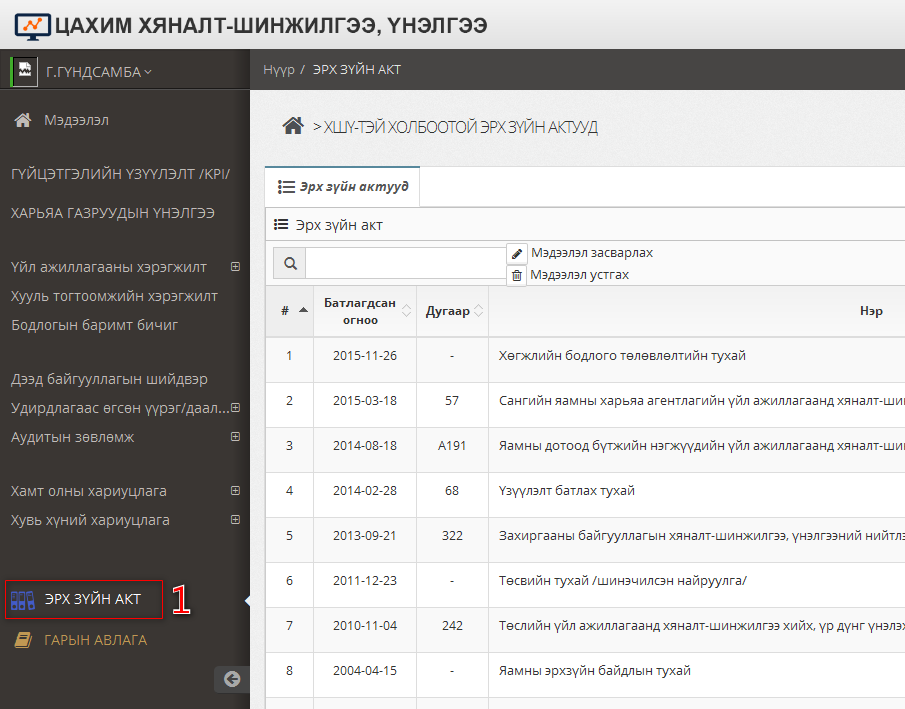 ЦАХИМ ХЯНАЛТ-ШИНЖИЛГЭЭ, ҮНЭЛГЭЭ
Г.ГҮНДСАМБА
Нүүр / ЭРХ ЗҮЙН АКТ
Мэдээлэл
ГҮЙЦЭТГЭЛИЙН ҮЗҮҮЛЭЛТ /KPI/
ХАРЬЯА ГАЗРУУДЫН ҮНЭЛГЭЭ
Үйл ажиллагааны хэрэгжилт
Хууль тогтоомжийн хэрэгжилт
Бодлогын баримт бичиг
Дээд байгууллагын шийдвэр
Удирдлагаас өгсөн үүрэг/даал...
Аудитын зөвлөмж
Хамт олны хариуцлага
Хувь хүний хариуцлага
ЭРХ ЗҮЙН АКТ
1
ГАРЫН АВЛАГА
> ХШҮ-ТЭЙ ХОЛБООТОЙ ЭРХ ЗҮЙН АКТУУД
Эрх зүйн актууд
Эрх зүйн акт
Мэдээлэл засварлах
Мэдээлэл устгах
# Батлагдсан огноо Дугаар Нэр
1 2015-11-26 - Хөгжлийн бодлого төлөвлөлтийн тухай
2 2015-03-18 57 Сангийн яамны харьяа агентлагийн үйл ажиллагаанд хяналт-ши
3 2014-08-18 А191 Яамны дотоод бүтжийн нэгжүүдийн үйл ажиллагаанд хяналт-шин
4 2014-02-28 68 Үзүүлэлт батлах тухай
5 2013-09-21 322 Захиргааны байгууллагын хяналт-шинжилгээ, үнэлгээний нийтлэ
6 2011-12-23 - Төсвийн тухай /шинэчилсэн найруулга/
7 2010-11-04 242 Төслийн үйл ажиллагаанд хяналт-шинжилгээ хийх, үр дүнг үнэлэх
8 2004-04-15 - Яамны эрхзүйн байдлын тухай